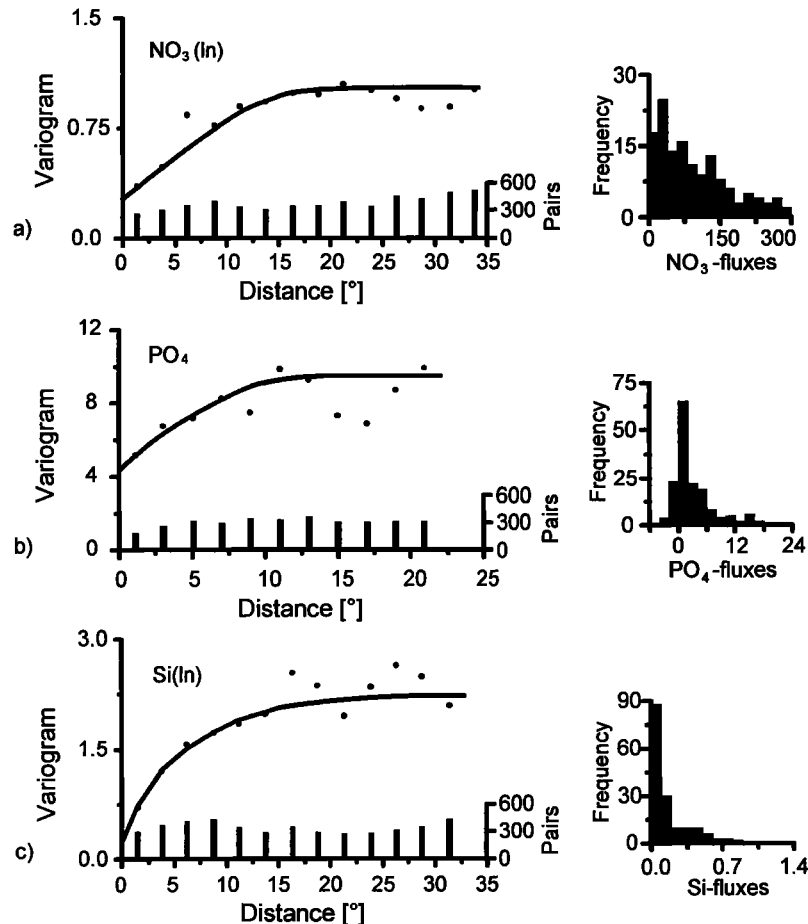 1.5
NO₃ (ln)
0.75
Variogram
0.0
600
300
0
Pairs
0 5 10 15 20 25 30 35
Distance [°]
a)
30
15
0
Frequency
0 150 300
NO₃-fluxes
12
PO₄
8
4
0
Variogram
600
300
0
Pairs
0 5 10 15 20 25
Distance [°]
b)
75
50
25
0
Frequency
0 12 24
PO₄-fluxes
3.0
Si(ln)
1.5
0.0
Variogram
600
300
0
Pairs
0 5 10 15 20 25 30 35
Distance [°]
c)
90
60
30
0
Frequency
0.0 0.7 1.4
Si-fluxes